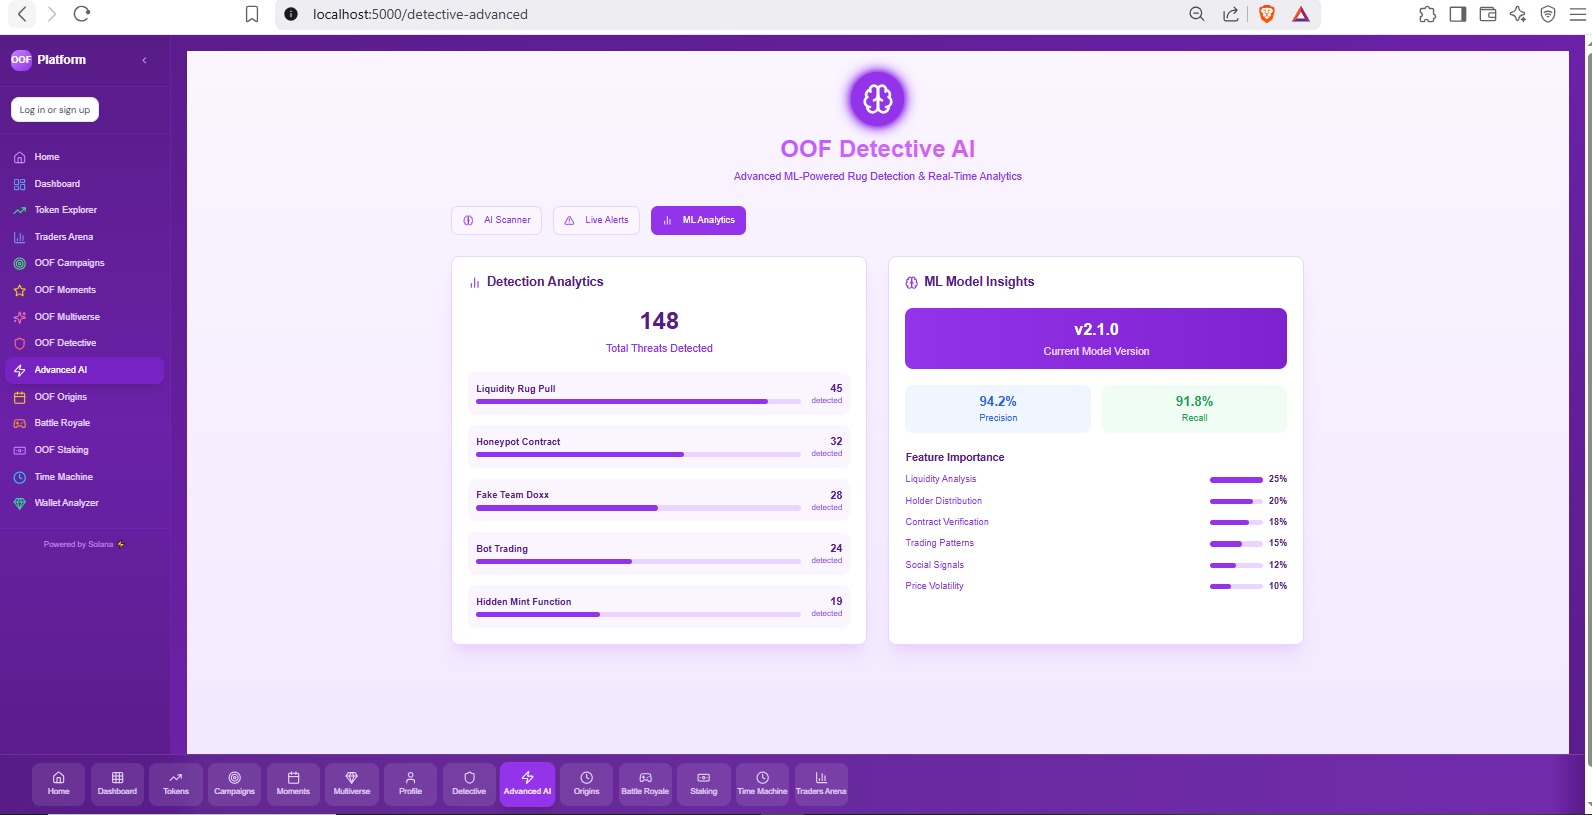 localhost:5000/detective-advanced
OOF Platform
Log in or sign up
Home
Dashboard
Token Explorer
Traders Arena
OOF Campaigns
OOF Moments
OOF Multiverse
OOF Detective
Advanced AI
OOF Origins
Battle Royale
OOF Staking
Time Machine
Wallet Analyzer
Powered by Solana
OOF Detective AI
Advanced ML-Powered Rug Detection & Real-Time Analytics
AI Scanner
Live Alerts
ML Analytics
Detection Analytics
148
Total Threats Detected
Liquidity Rug Pull
45
detected
Honeypot Contract
32
detected
Fake Team Doxx
28
detected
Bot Trading
24
detected
Hidden Mint Function
19
detected
ML Model Insights
v2.1.0
Current Model Version
94.2%
Precision
91.8%
Recall
Feature Importance
Liquidity Analysis 25%
Holder Distribution 20%
Contract Verification 18%
Trading Patterns 15%
Social Signals 12%
Price Volatility 10%
Home
Dashboard
Tokens
Campaigns
Moments
Multiverse
Profile
Detective
Advanced AI
Origins
Battle Royale
Staking
Time Machine
Traders Arena